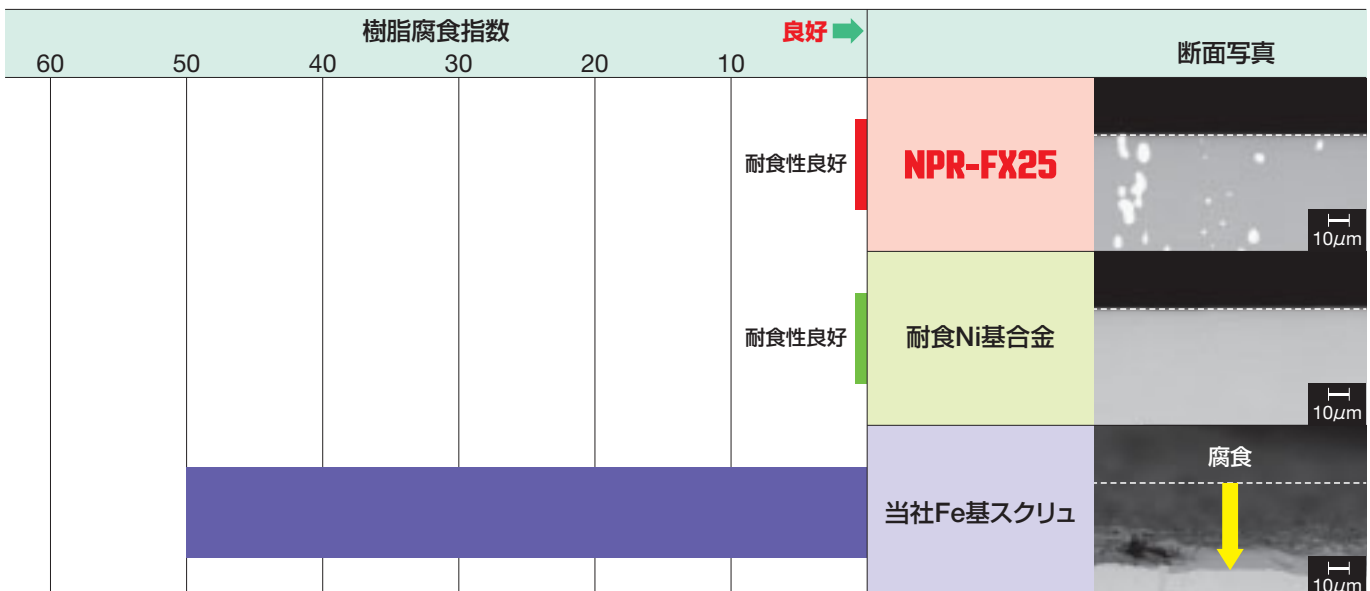 樹脂腐食指数
良好
60 50 40 30 20 10
断面写真
耐食性良好
NPR-FX25
10μm
耐食性良好
耐食Ni基合金
10μm
当社Fe基スクリュ
腐食
10μm